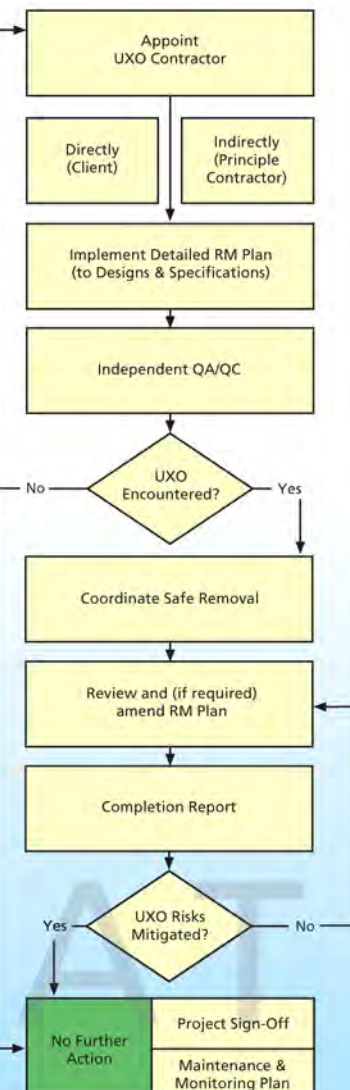 Appoint
UXO Contractor
Directly
(Client)
Indirectly
(Principle
Contractor)
Implement Detailed RM Plan
(to Designs & Specifications)
Independent QA/QC
UXO
Encountered?
No
Yes
Coordinate Safe Removal
Review and (if required)
amend RM Plan
Completion Report
UXO Risks
Mitigated?
Yes
No
No Further
Action
Project Sign-Off
Maintenance &
Monitoring Plan
AT